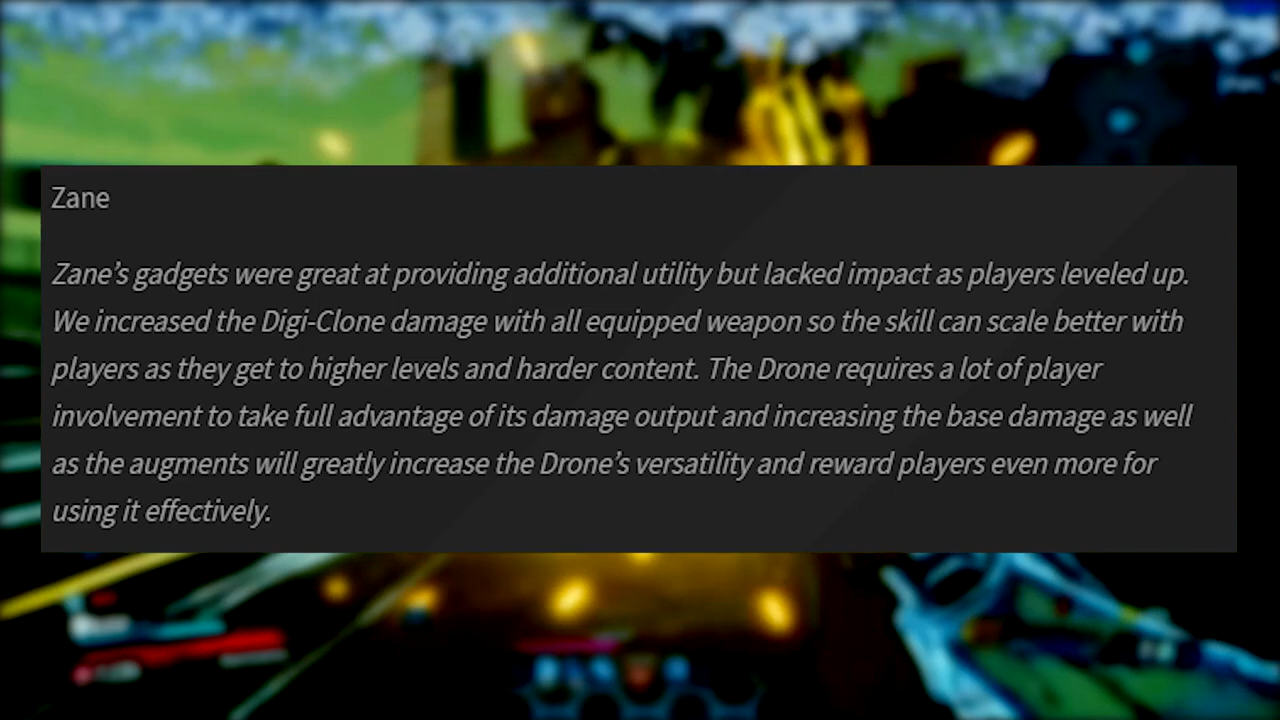 Zane
Zane’s gadgets were great at providing additional utility but lacked impact as players leveled up.
We increased the Digi-Clone damage with all equipped weapon so the skill can scale better with
players as they get to higher levels and harder content. The Drone requires a lot of player
involvement to take full advantage of its damage output and increasing the base damage as well
as the augments will greatly increase the Drone’s versatility and reward players even more for
using it effectively.